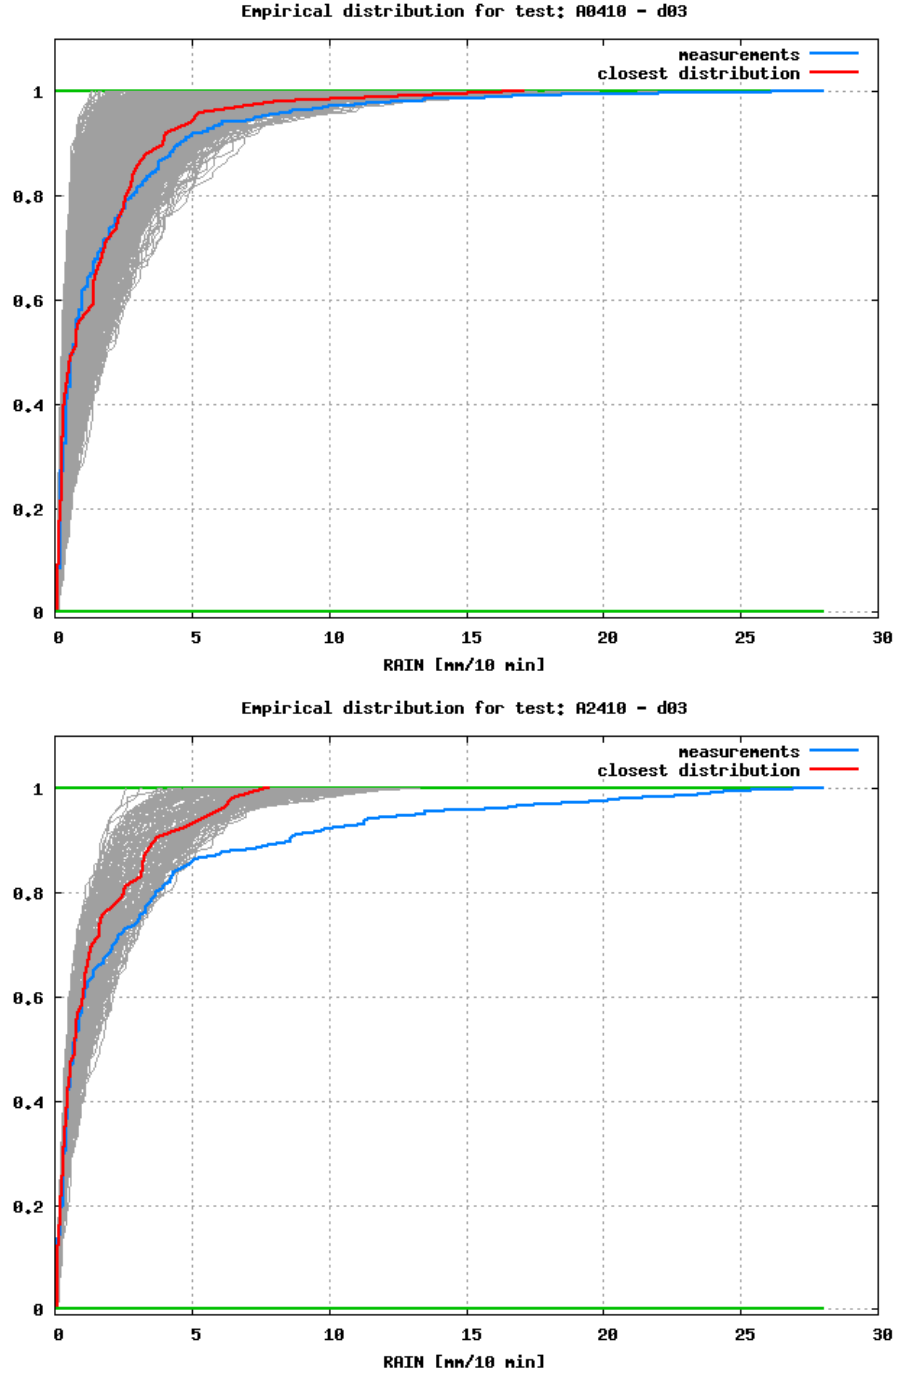 Empirical distribution for test: A0410 - d03
measurements
closest distribution
1
0.8
0.6
0.4
0.2
0
0 5 10 15 20 25 30
RAIN [mm/10 min]
Empirical distribution for test: A2410 - d03
measurements
closest distribution
1
0.8
0.6
0.4
0.2
0
0 5 10 15 20 25 30
RAIN [mm/10 min]